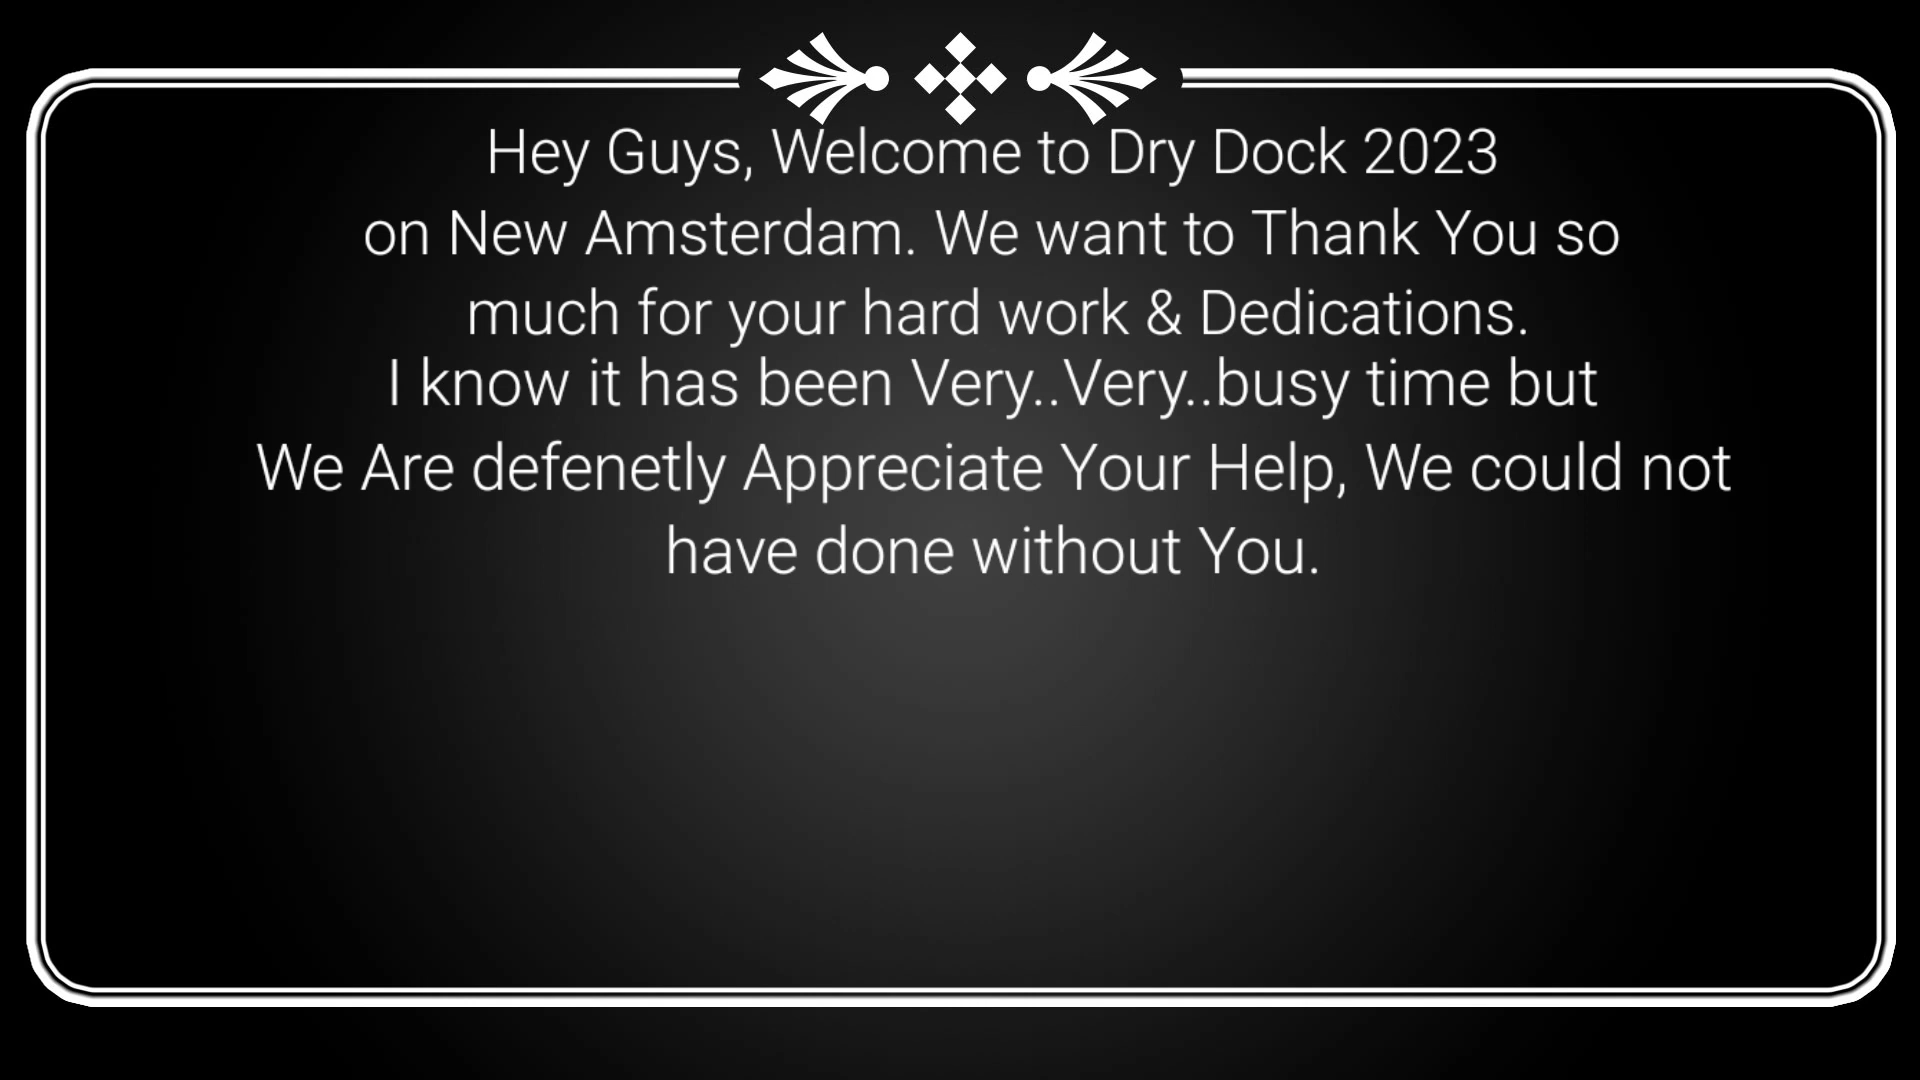 Hey Guys, Welcome to Dry Dock 2023
on New Amsterdam. We want to Thank You so
much for your hard work & Dedications.
I know it has been Very..Very..busy time but
We Are defenetly Appreciate Your Help, We could not
have done without You.